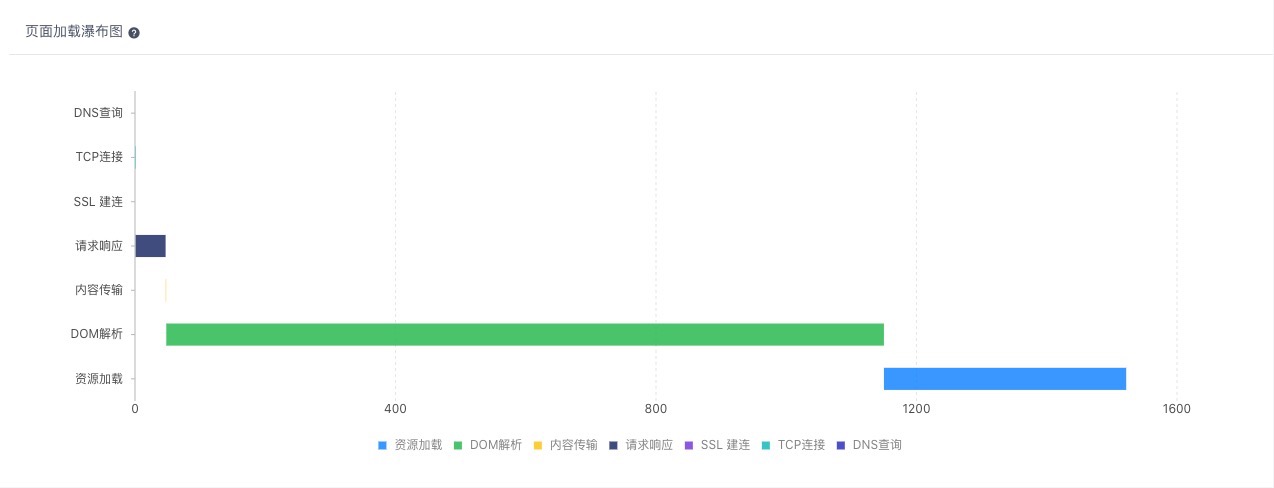 页面加载瀑布图 ?
DNS查询
TCP连接
SSL 建连
请求响应
内容传输
DOM解析
资源加载
0 400 800 1200 1600
资源加载 DOM解析 内容传输 请求响应 SSL 建连 TCP连接 DNS查询